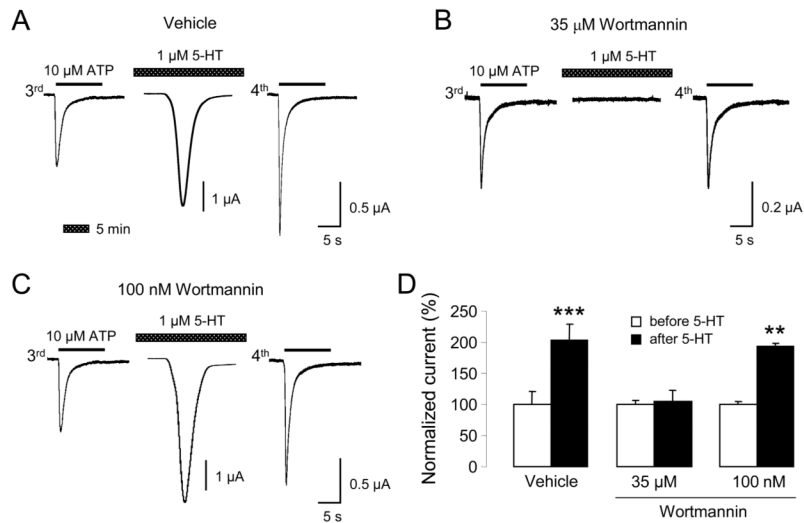 A
Vehicle
10 µM ATP
1 µM 5-HT
3rd
4th
1 µA
0.5 µA
5 min
5 s
B
35 µM Wortmannin
10 µM ATP
1 µM 5-HT
3rd
4th
0.2 µA
5 s
C
100 nM Wortmannin
10 µM ATP
1 µM 5-HT
3rd
4th
1 µA
0.5 µA
5 s
D
Normalized current (%)
250
200
150
100
50
0
***
**
before 5-HT
after 5-HT
Vehicle
35 µM
100 nM
Wortmannin